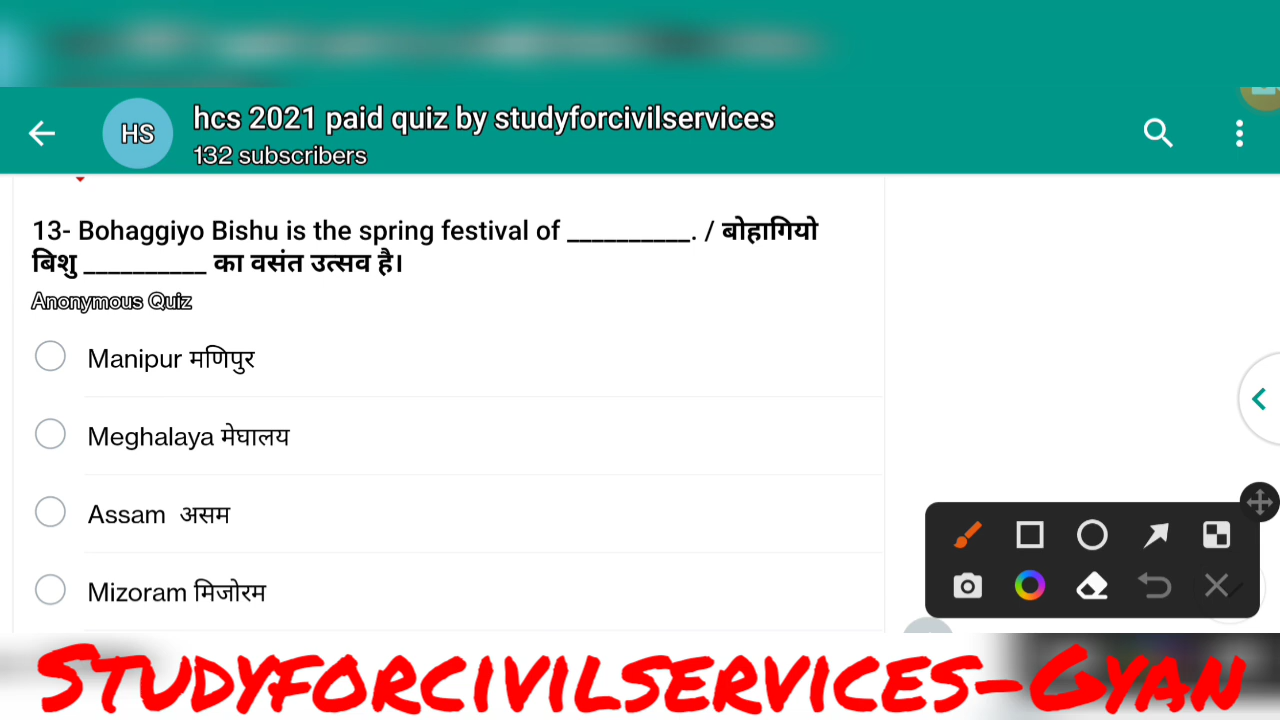 HS
hcs 2021 paid quiz by studyforcivilservices
132 subscribers
13- Bohaggiyo Bishu is the spring festival of __________. / बोहागियो
बिशु __________ का वसंत उत्सव है।
Anonymous Quiz
Manipur मणिपुर
Meghalaya मेघालय
Assam असम
Mizoram मिजोरम
Studyforcivilservices-Gyan